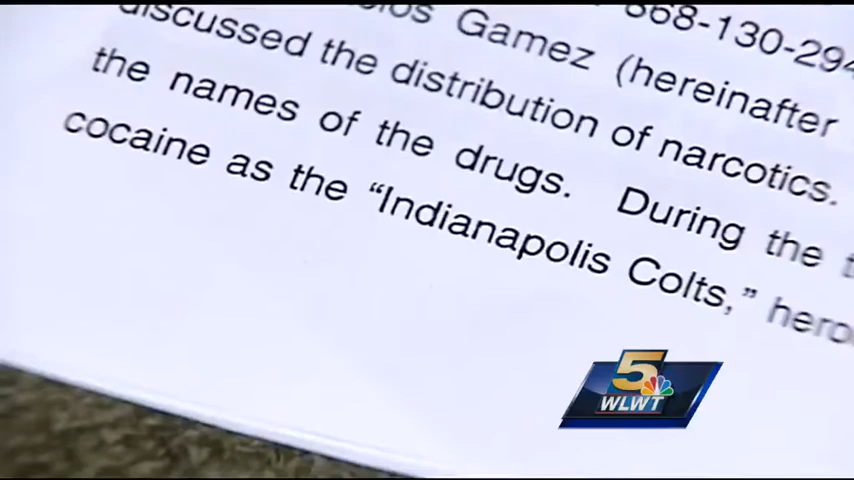 Gamez 868-130-294
discussed the distribution of narcotics. (hereinafter
the names of the drugs. During the
cocaine as the “Indianapolis Colts,” hero
5
WLWT